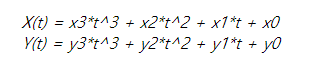 X(t) = x3*t^3 + x2*t^2 + x1*t + x0
Y(t) = y3*t^3 + y2*t^2 + y1*t + y0